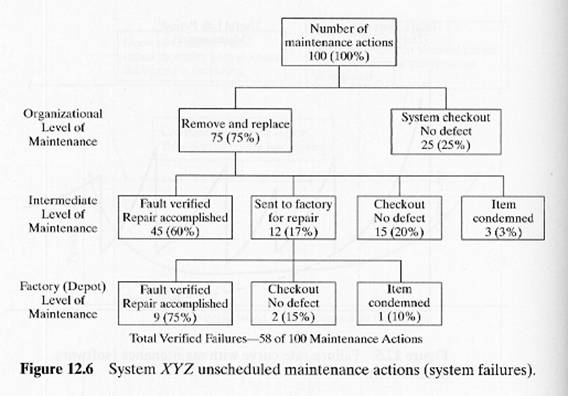 Number of
maintenance actions
100 (100%)
Organizational
Level of
Maintenance
Remove and replace
75 (75%)
System checkout
No defect
25 (25%)
Intermediate
Level of
Maintenance
Fault verified
Repair accomplished
45 (60%)
Sent to factory
for repair
12 (17%)
Checkout
No defect
15 (20%)
Item
condemned
3 (3%)
Factory (Depot)
Level of
Maintenance
Fault verified
Repair accomplished
9 (75%)
Checkout
No defect
2 (15%)
Item
condemned
1 (10%)
Total Verified Failures—58 of 100 Maintenance Actions
Figure 12.6 System XYZ unscheduled maintenance actions (system failures).